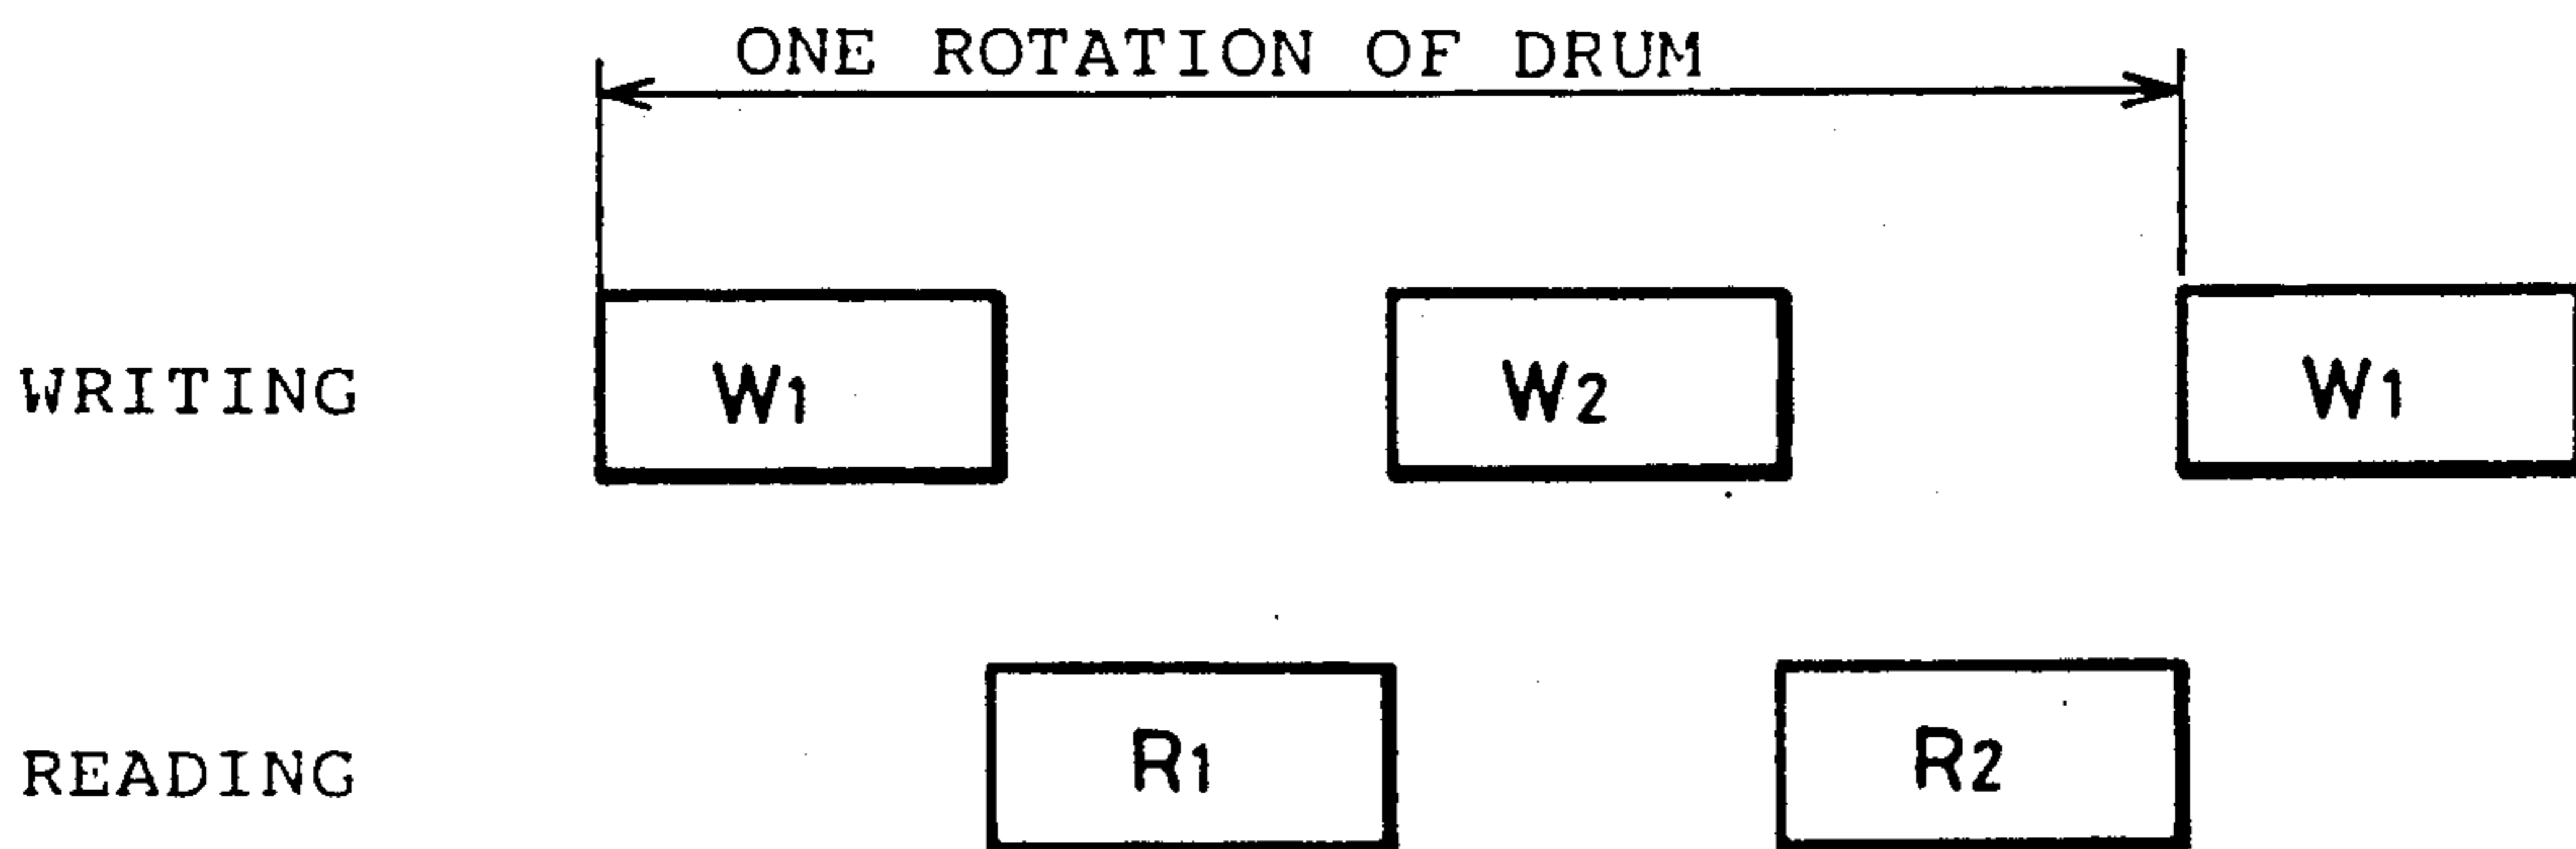 ONE ROTATION OF DRUM
WRITING W1 W2 W1
READING R1 R2